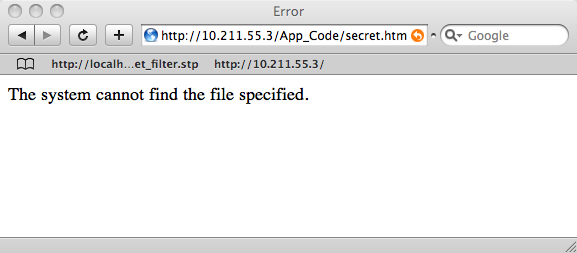 Error
http://10.211.55.3/App_Code/secret.htm
Google
http://localh...et_filter.stp http://10.211.55.3/
The system cannot find the file specified.